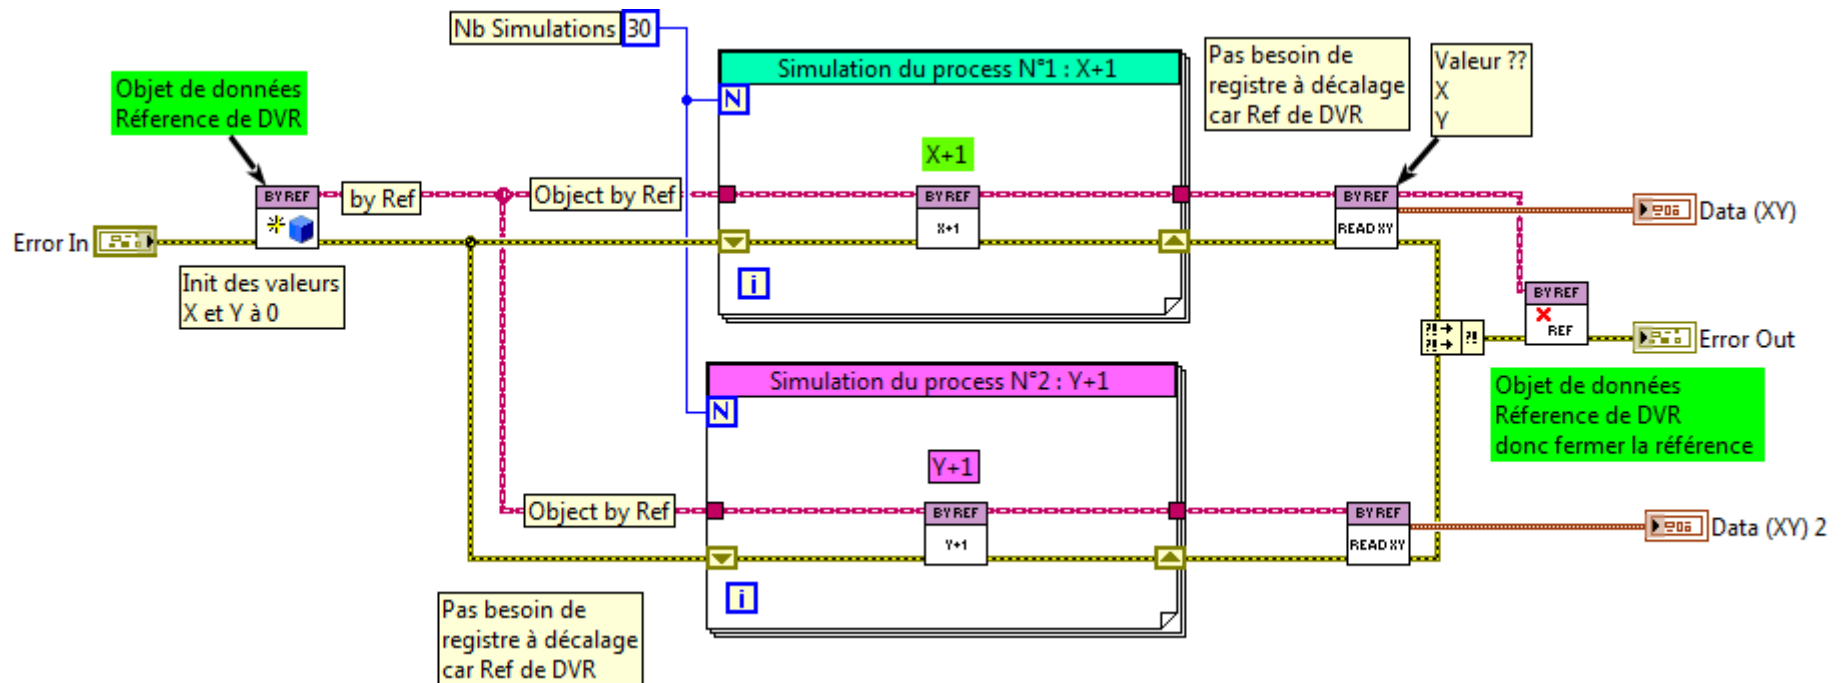 Nb Simulations 30
Simulation du process N°1 : X+1
N
Pas besoin de
registre à décalage
car Ref de DVR
Valeur ??
X
Y
Objet de données
Réference de DVR
X+1
BY REF
by Ref
Object by Ref
BY REF
X+1
BY REF
READ XY
Data (XY)
Error In
Init des valeurs
X et Y à 0
i
BY REF
REF
Error Out
Simulation du process N°2 : Y+1
N
Objet de données
Réference de DVR
donc fermer la référence
Y+1
Object by Ref
BY REF
Y+1
BY REF
READ XY
Data (XY) 2
i
Pas besoin de
registre à décalage
car Ref de DVR